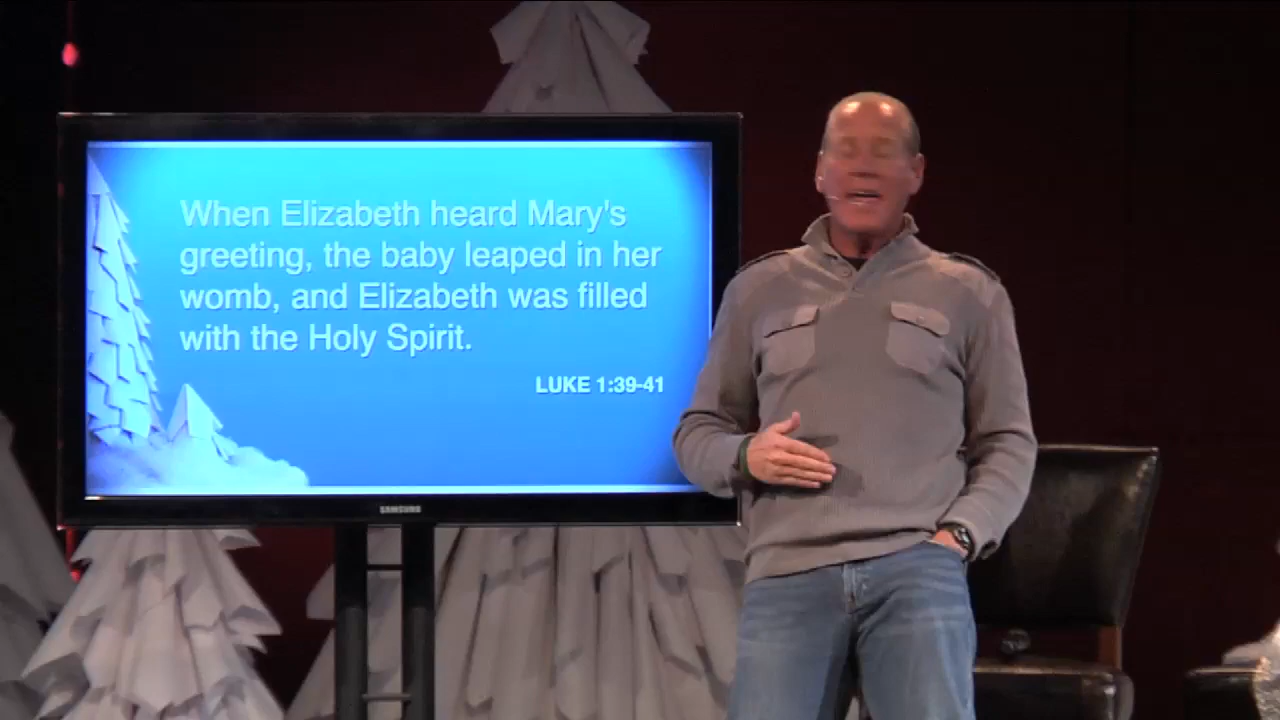 When Elizabeth heard Mary's
greeting, the baby leaped in her
womb, and Elizabeth was filled
with the Holy Spirit.
LUKE 1:39-41
SAMSUNG